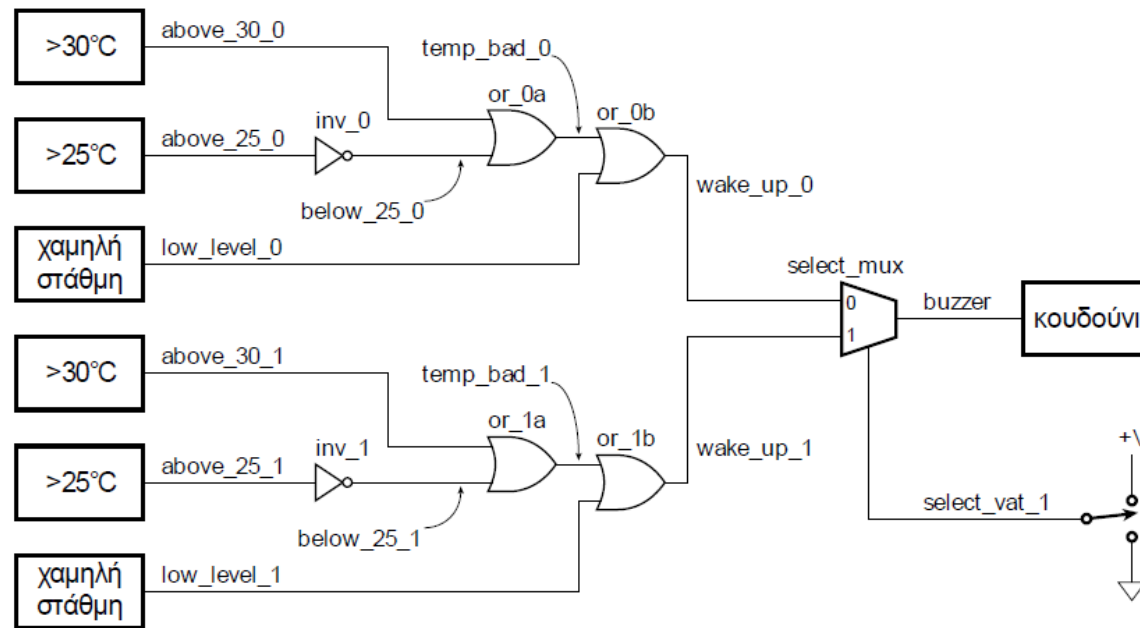 >30°C
above_30_0
temp_bad_0
or_0a
or_0b
inv_0
>25°C
above_25_0
below_25_0
wake_up_0
χαμηλή
στάθμη
low_level_0
select_mux
0
1
buzzer
κουδούνι
>30°C
above_30_1
temp_bad_1
or_1a
or_1b
inv_1
>25°C
above_25_1
below_25_1
wake_up_1
+V
select_vat_1
χαμηλή
στάθμη
low_level_1